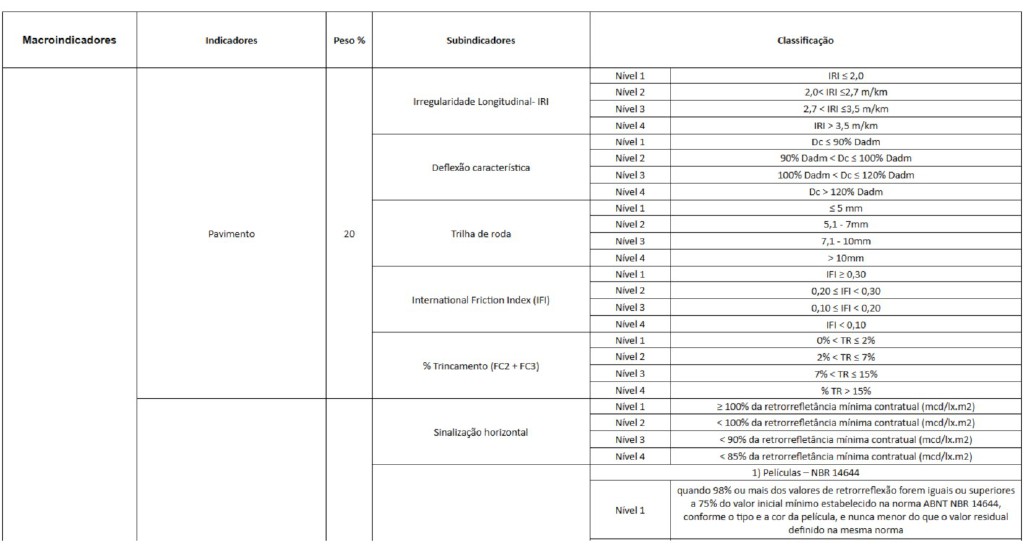 Macroindicadores Indicadores Peso % Subindicadores Classificação
Pavimento 20
Irregularidade Longitudinal- IRI
Nível 1 IRI ≤ 2,0
Nível 2 2,0< IRI ≤2,7 m/km
Nível 3 2,7 < IRI ≤3,5 m/km
Nível 4 IRI > 3,5 m/km
Deflexão característica
Nível 1 Dc ≤ 90% Dadm
Nível 2 90% Dadm < Dc ≤ 100% Dadm
Nível 3 100% Dadm < Dc ≤ 120% Dadm
Nível 4 Dc > 120% Dadm
Trilha de roda
Nível 1 ≤ 5 mm
Nível 2 5,1 - 7mm
Nível 3 7,1 - 10mm
Nível 4 > 10mm
International Friction Index (IFI)
Nível 1 IFI ≥ 0,30
Nível 2 0,20 ≤ IFI < 0,30
Nível 3 0,10 ≤ IFI < 0,20
Nível 4 IFI < 0,10
% Trincamento (FC2 + FC3)
Nível 1 0% < TR ≤ 2%
Nível 2 2% < TR ≤ 7%
Nível 3 7% < TR ≤ 15%
Nível 4 % TR > 15%
Sinalização horizontal
Nível 1 ≥ 100% da retrorrefletância mínima contratual (mcd/lx.m2)
Nível 2 < 100% da retrorrefletância mínima contratual (mcd/lx.m2)
Nível 3 < 90% da retrorrefletância mínima contratual (mcd/lx.m2)
Nível 4 < 85% da retrorrefletância mínima contratual (mcd/lx.m2)
1) Películas – NBR 14644
Nível 1
quando 98% ou mais dos valores de retrorreflexão forem iguais ou superiores
a 75% do valor inicial mínimo estabelecido na norma ABNT NBR 14644,
conforme o tipo e a cor da película, e nunca menor do que o valor residual
definido na mesma norma